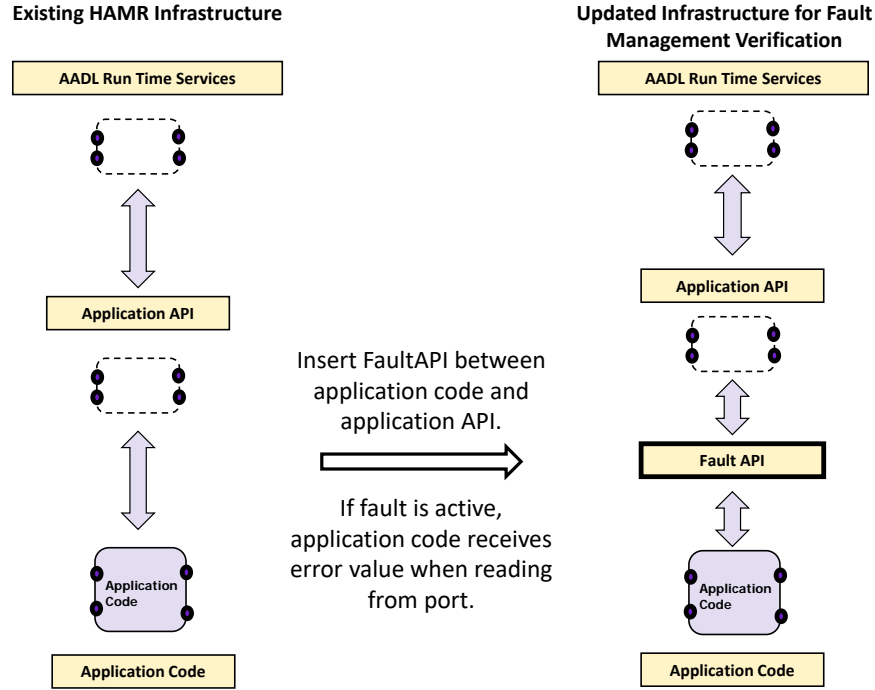 Existing HAMR Infrastructure
AADL Run Time Services
Application API
Application
Code
Application Code
Insert FaultAPI between
application code and
application API.
If fault is active,
application code receives
error value when reading
from port.
Updated Infrastructure for Fault
Management Verification
AADL Run Time Services
Application API
Fault API
Application
Code
Application Code